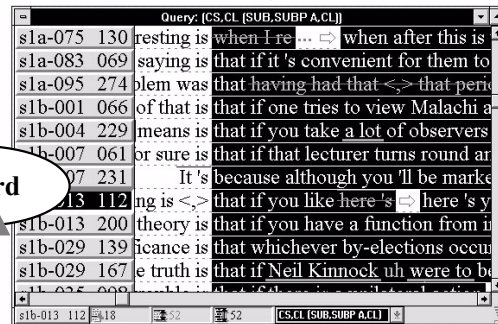 Query: (CS,CL (SUB,SUBP A,CL))
s1a-075 130 resting is when I re ... ⇨ when after this is
s1a-083 069 saying is that if it 's convenient for them to
s1a-095 274 blem was that having had that <,> that
s1b-001 066 of that is that if one tries to view Malachi a
s1b-004 229 means is that if you take a lot of observers
-007 061 or sure is that if that lecturer turns round
07 231 It 's because although you 'll be marke
rd
-013 112 ng is <,> that if you like here 's ⇨ here 's y
s1b-013 200 theory is that if you have a function from
s1b-029 139 icance is that whichever by-elections occur
s1b-029 167 e truth is that if Neil Kinnock uh were to be
s1b-013 112 18 52 52 CS,CL (SUB,SUBP A,CL)